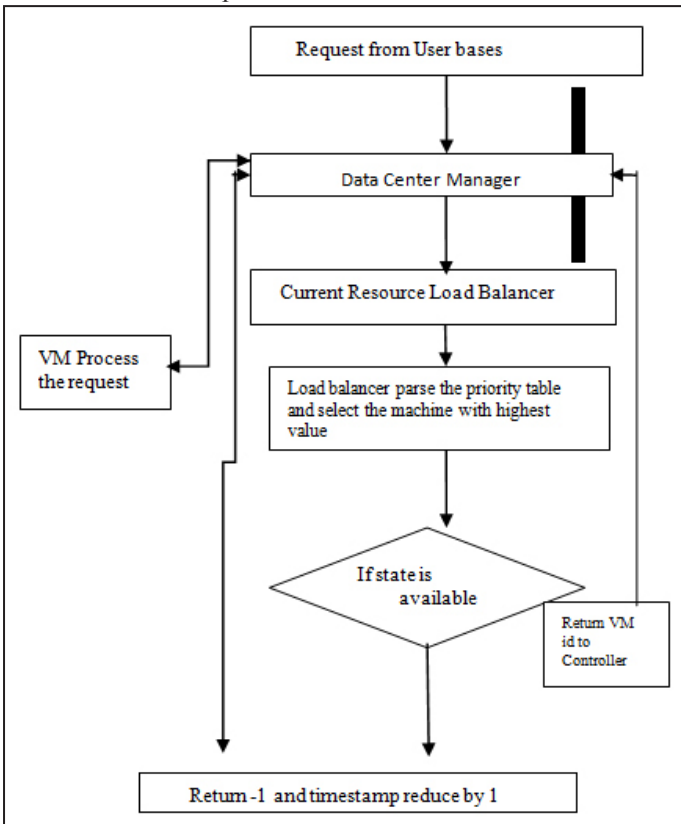 Request from User bases
Data Center Manager
Current Resource Load Balancer
VM Process
the request
Load balancer parse the priority table
and select the machine with highest
value
If state is
available
Return VM
id to
Controller
Return -1 and timestamp reduce by 1